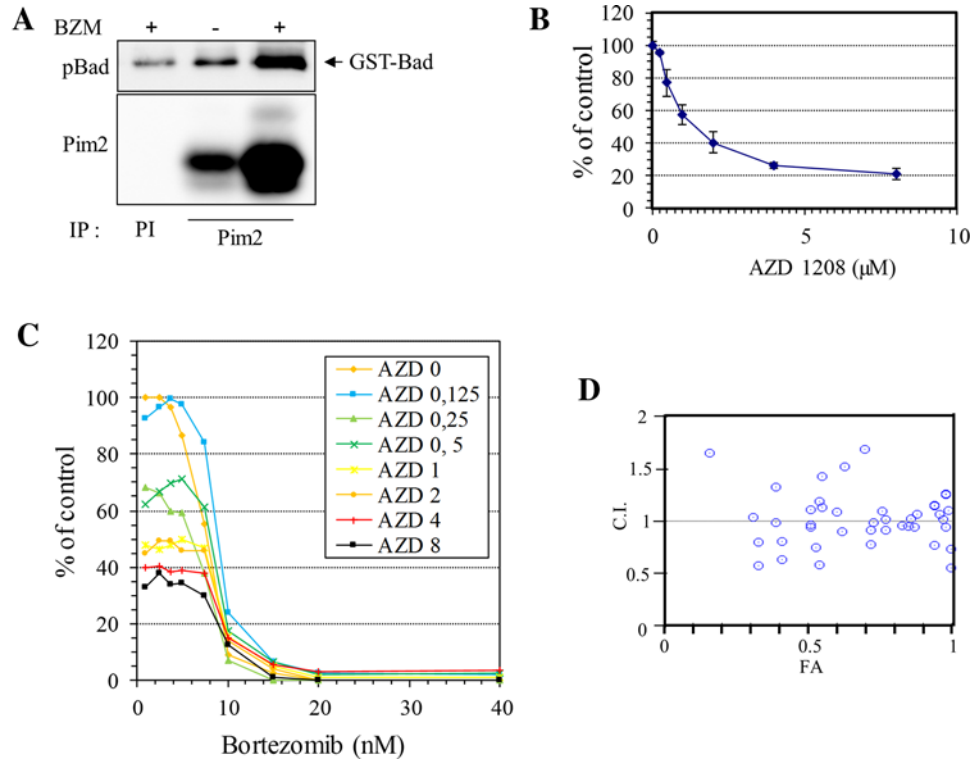 A
BZM + - +
pBad
GST-Bad
Pim2
IP : PI Pim2
B
% of control
120
100
80
60
40
20
0
0 5 10
AZD 1208 (µM)
C
% of control
120
100
80
60
40
20
0
0 10 20 30 40
Bortezomib (nM)
AZD 0
AZD 0,125
AZD 0,25
AZD 0, 5
AZD 1
AZD 2
AZD 4
AZD 8
D
C.I.
2
1.5
1
0.5
0
0 0.5 1
FA